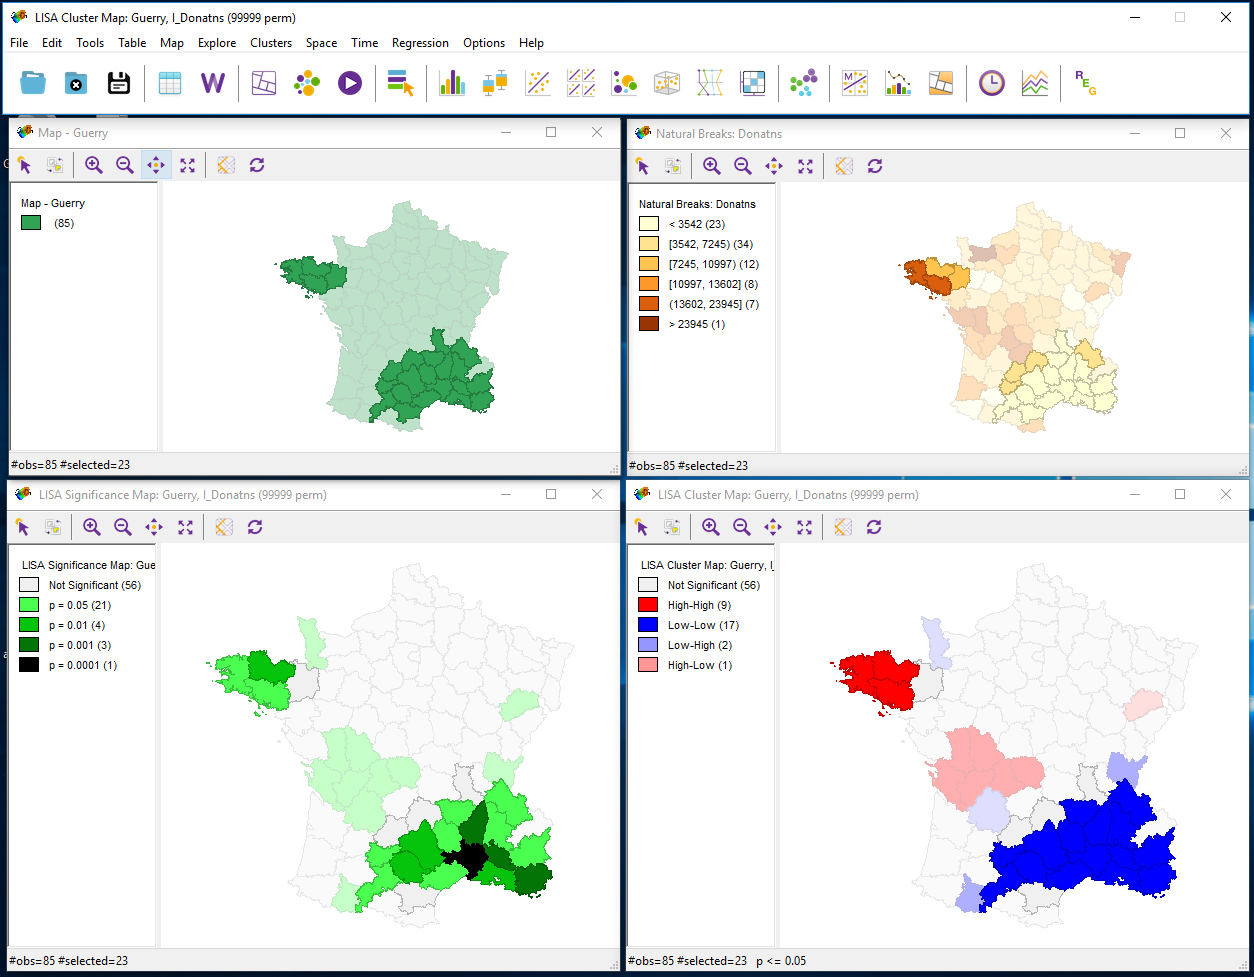 LISA Cluster Map: Guerry, I_Donatns (99999 perm)
File Edit Tools Table Map Explore Clusters Space Time Regression Options Help
W
M
REG
Map - Guerry
Map - Guerry
(85)
#obs=85 #selected=23
Natural Breaks: Donatns
Natural Breaks: Donatns
< 3542 (23)
[3542, 7245) (34)
[7245, 10997) (12)
[10997, 13602] (8)
(13602, 23945] (7)
> 23945 (1)
#obs=85 #selected=23
LISA Significance Map: Guerry, I_Donatns (99999 perm)
LISA Significance Map: Gue
Not Significant (56)
p = 0.05 (21)
p = 0.01 (4)
p = 0.001 (3)
p = 0.0001 (1)
#obs=85 #selected=23
LISA Cluster Map: Guerry, I_Donatns (99999 perm)
LISA Cluster Map: Guerry, I_
Not Significant (56)
High-High (9)
Low-Low (17)
Low-High (2)
High-Low (1)
#obs=85 #selected=23 p <= 0.05